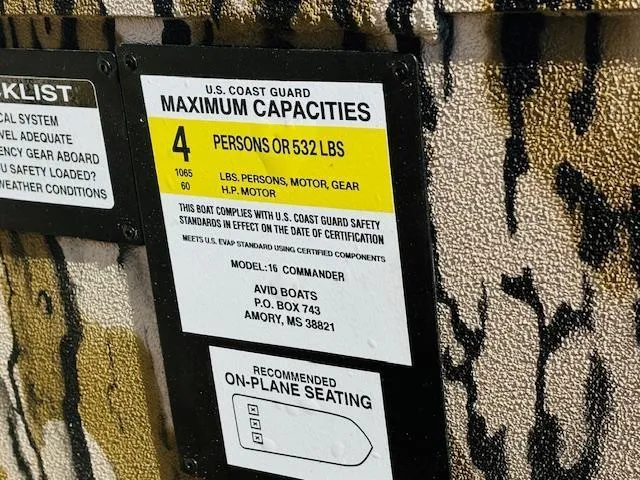 KLIST
CAL SYSTEM
VEL ADEQUATE
ENCY GEAR ABOARD
U SAFETY LOADED?
WEATHER CONDITIONS
U.S. COAST GUARD
MAXIMUM CAPACITIES
4 PERSONS OR 532 LBS
1065 LBS. PERSONS, MOTOR, GEAR
60 H.P. MOTOR
THIS BOAT COMPLIES WITH U.S. COAST GUARD SAFETY
STANDARDS IN EFFECT ON THE DATE OF CERTIFICATION
MEETS U.S. EVAP STANDARD USING CERTIFIED COMPONENTS
MODEL:16 COMMANDER
AVID BOATS
P.O. BOX 743
AMORY, MS 38821
RECOMMENDED
ON-PLANE SEATING